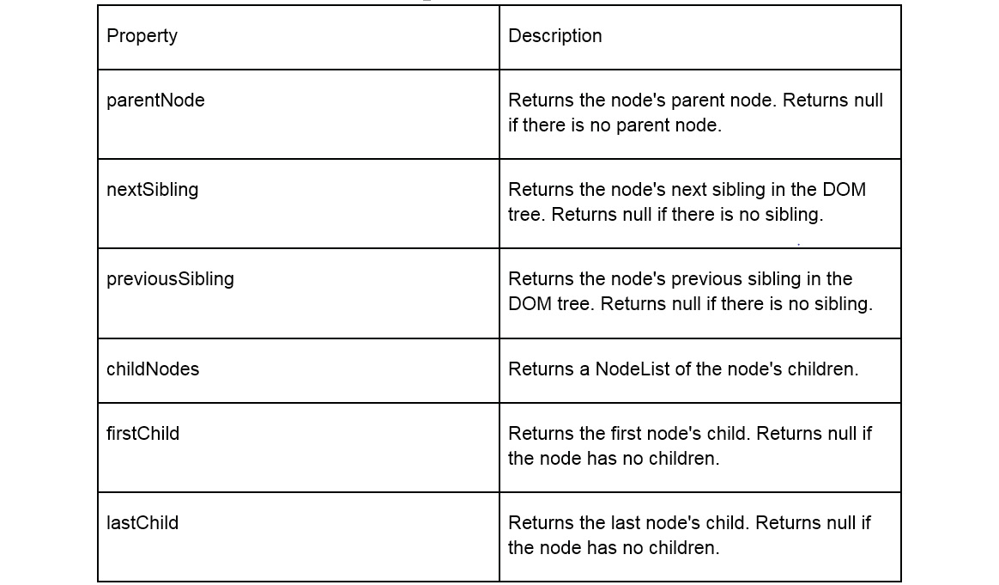 Property
Description
parentNode
Returns the node's parent node. Returns null
if there is no parent node.
nextSibling
Returns the node's next sibling in the DOM
tree. Returns null if there is no sibling.
previousSibling
Returns the node's previous sibling in the
DOM tree. Returns null if there is no sibling.
childNodes
Returns a NodeList of the node's children.
firstChild
Returns the first node's child. Returns null if
the node has no children.
lastChild
Returns the last node's child. Returns null if
the node has no children.